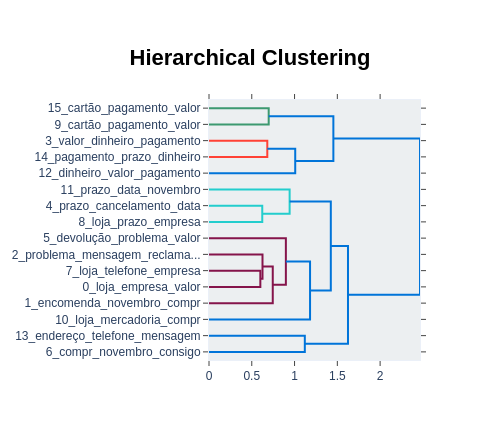 Hierarchical Clustering
15_cartão_pagamento_valor
9_cartão_pagamento_valor
3_valor_dinheiro_pagamento
14_pagamento_prazo_dinheiro
12_dinheiro_valor_pagamento
11_prazo_data_novembro
4_prazo_cancelamento_data
8_loja_prazo_empresa
5_devolução_problema_valor
2_problema_mensagem_reclama...
7_loja_telefone_empresa
0_loja_empresa_valor
1_encomenda_novembro_compr
10_loja_mercadoria_compr
13_endereço_telefone_mensagem
6_compr_novembro_consigo
0 0.5 1 1.5 2